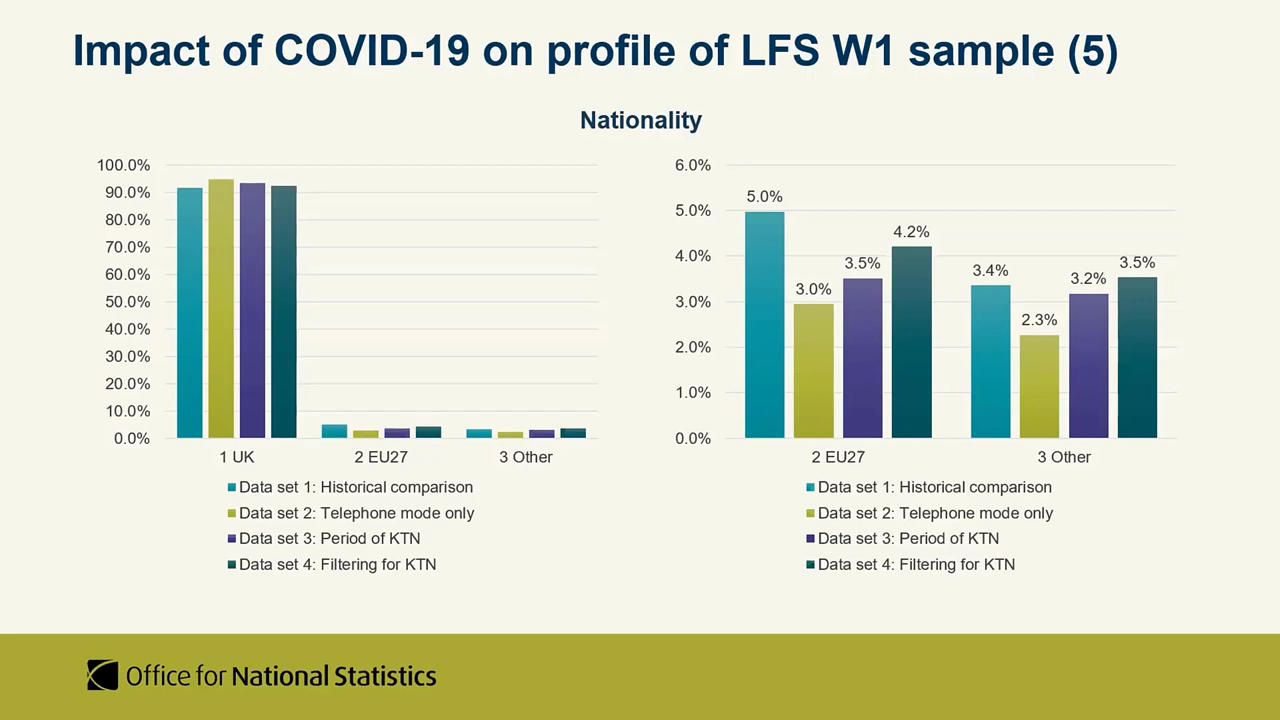 Impact of COVID-19 on profile of LFS W1 sample (5)
Nationality
100.0%
90.0%
80.0%
70.0%
60.0%
50.0%
40.0%
30.0%
20.0%
10.0%
0.0%
1 UK
2 EU27
3 Other
Data set 1: Historical comparison
Data set 2: Telephone mode only
Data set 3: Period of KTN
Data set 4: Filtering for KTN
6.0%
5.0%
4.0%
3.0%
2.0%
1.0%
0.0%
5.0%
3.0%
3.5%
4.2%
3.4%
2.3%
3.2%
3.5%
2 EU27
3 Other
Data set 1: Historical comparison
Data set 2: Telephone mode only
Data set 3: Period of KTN
Data set 4: Filtering for KTN
Office for National Statistics